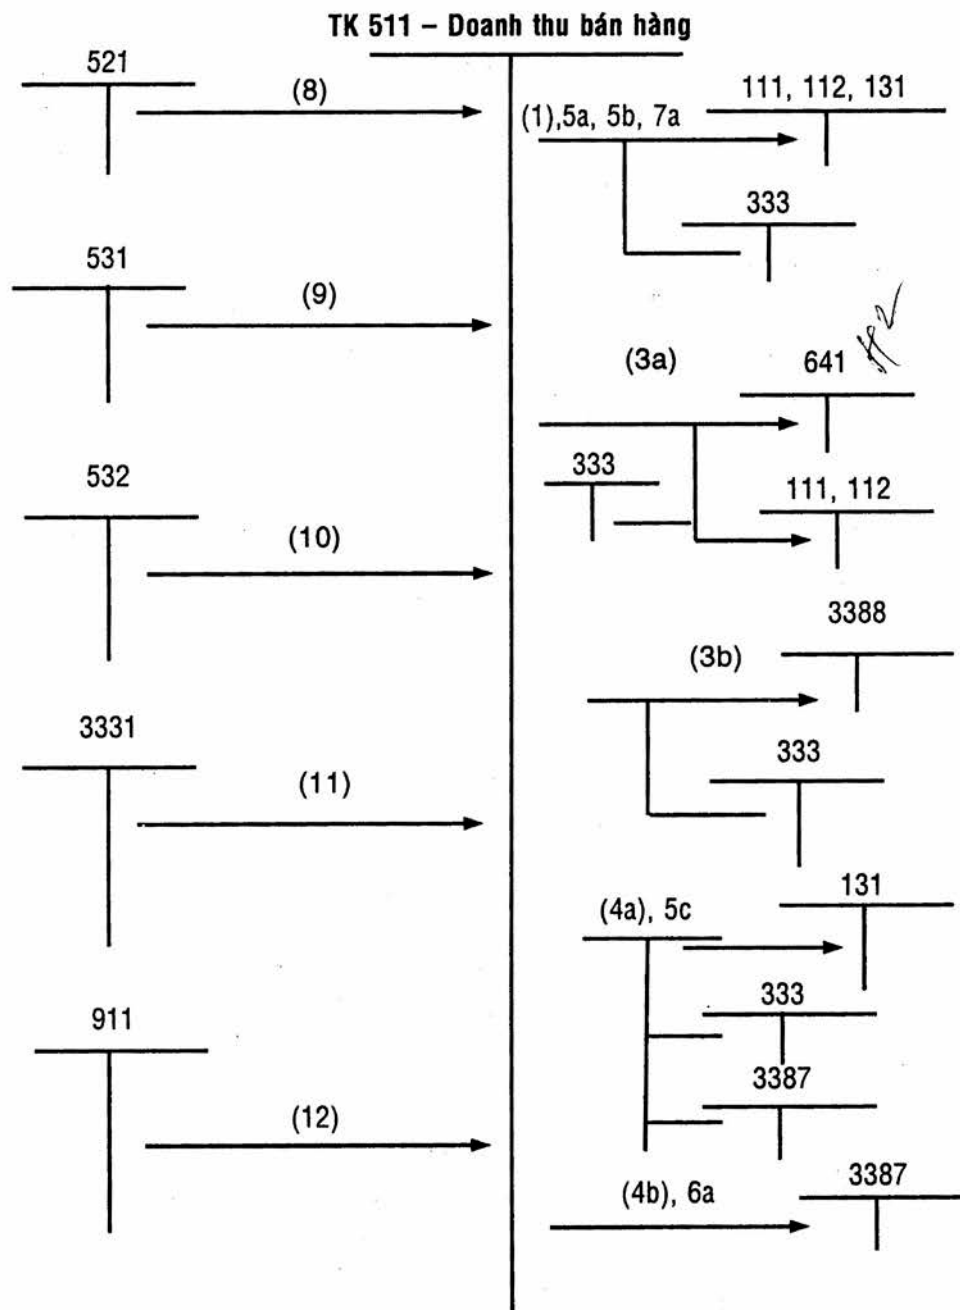 TK 511 – Doanh thu bán hàng
521
(8)
531
(9)
532
(10)
3331
(11)
911
(12)
(1),5a, 5b, 7a
111, 112, 131
333
(3a)
641
333
111, 112
(3b)
3388
333
(4a), 5c
131
333
3387
(4b), 6a
3387